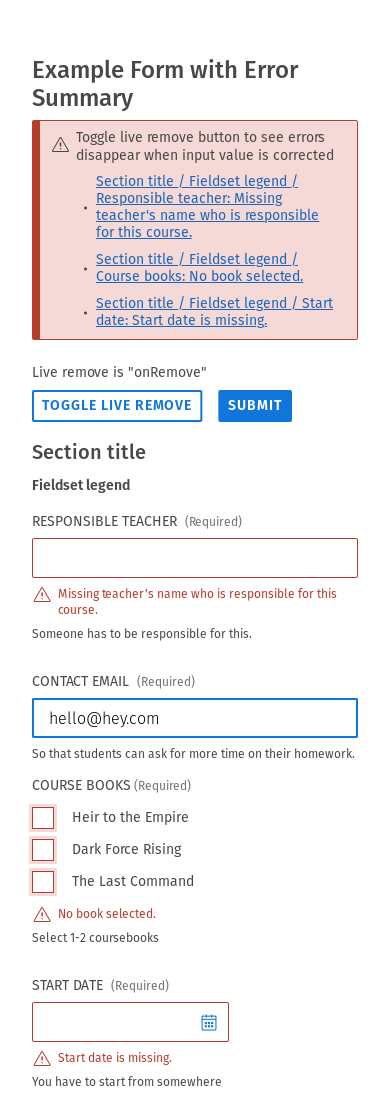 Example Form with Error
Summary
Toggle live remove button to see errors
disappear when input value is corrected
Section title / Fieldset legend /
Responsible teacher: Missing
teacher's name who is responsible
for this course.
Section title / Fieldset legend /
Course books: No book selected.
Section title / Fieldset legend / Start
date: Start date is missing.
Live remove is "onRemove"
TOGGLE LIVE REMOVE SUBMIT
Section title
Fieldset legend
RESPONSIBLE TEACHER (Required)
Missing teacher's name who is responsible for this
course.
Someone has to be responsible for this.
CONTACT EMAIL (Required)
hello@hey.com
So that students can ask for more time on their homework.
COURSE BOOKS (Required)
Heir to the Empire
Dark Force Rising
The Last Command
No book selected.
Select 1-2 coursebooks
START DATE (Required)
Start date is missing.
You have to start from somewhere